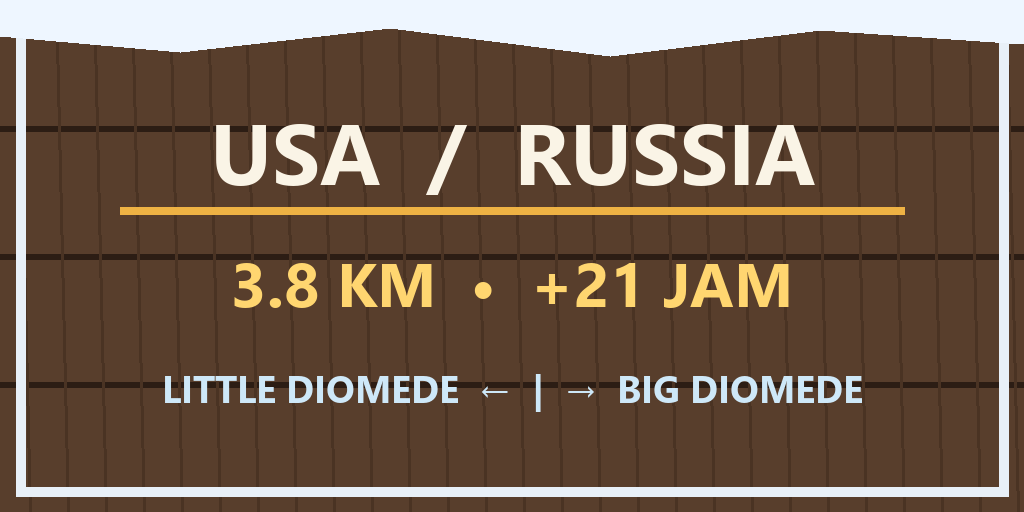 USA / RUSSIA
3.8 KM • +21 JAM
LITTLE DIOMEDE ← | → BIG DIOMEDE